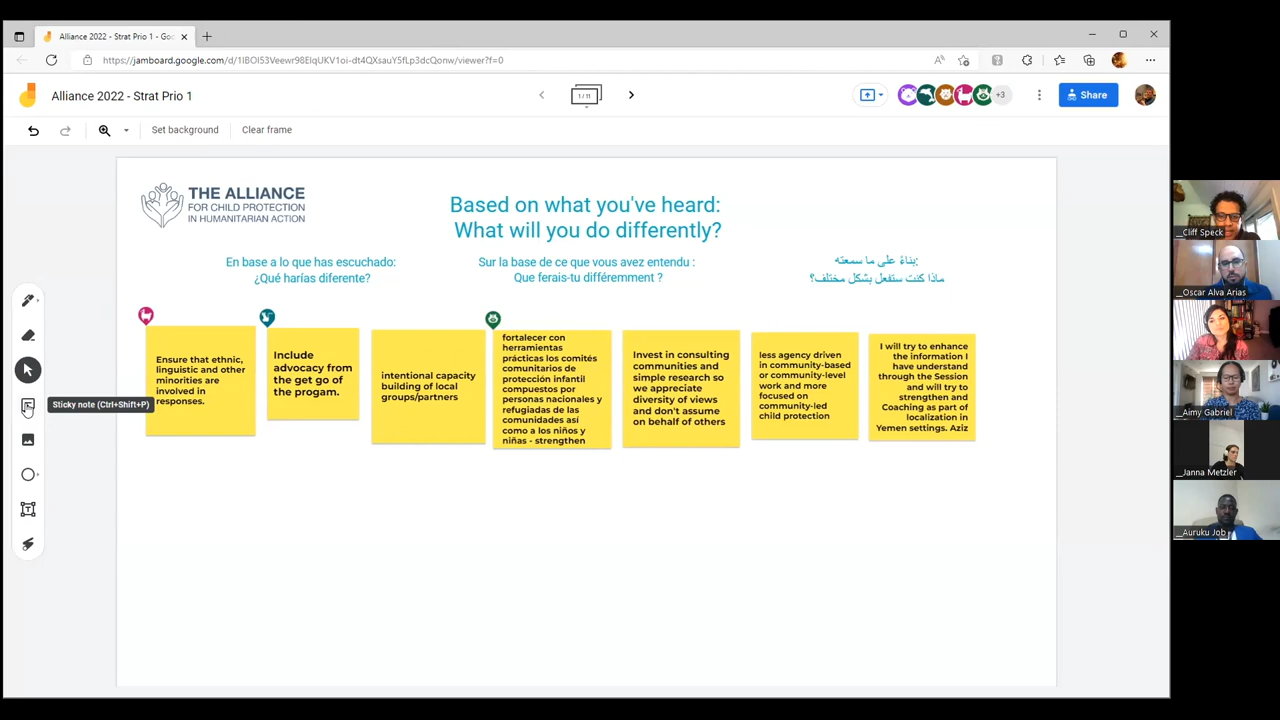 Alliance 2022 - Strat Prio 1 - Goo
https://jamboard.google.com/d/1IBOI53Veewr98ElqUKV1oi-dt4QXsauY5fLp3dcQonw/viewer?f=0
Alliance 2022 - Strat Prio 1
1 / 11
+3
Share
Set background
Clear frame
THE ALLIANCE
FOR CHILD PROTECTION
IN HUMANITARIAN ACTION
Based on what you've heard:
What will you do differently?
En base a lo que has escuchado:
¿Qué harías diferente?
Sur la base de ce que vous avez entendu :
Que ferais-tu différemment ?
بناءً على ما سمعته:
ماذا كنت ستفعل بشكل مختلف؟
Ensure that ethnic,
linguistic and other
minorities are
involved in
responses.
Include
advocacy from
the get go of
the progam.
intentional capacity
building of local
groups/partners
fortalecer con
herramientas
prácticas los comités
comunitarios de
protección infantil
compuestos por
personas nacionales y
refugiadas de las
comunidades así
como a los niños y
niñas - strengthen
Invest in consulting
communities and
simple research so
we appreciate
diversity of views
and don't assume
on behalf of others
less agency driven
in community-based
or community-level
work and more
focused on
community-led
child protection
I will try to enhance
the information I
have understand
through the Session
and will try to
strengthen and
Coaching as part of
localization in
Yemen settings. Aziz
Sticky note (Ctrl+Shift+P)
__Cliff Speck
__Oscar Alva Arias
__Aimy Gabriel
__Janna Metzler
__Auruku Job